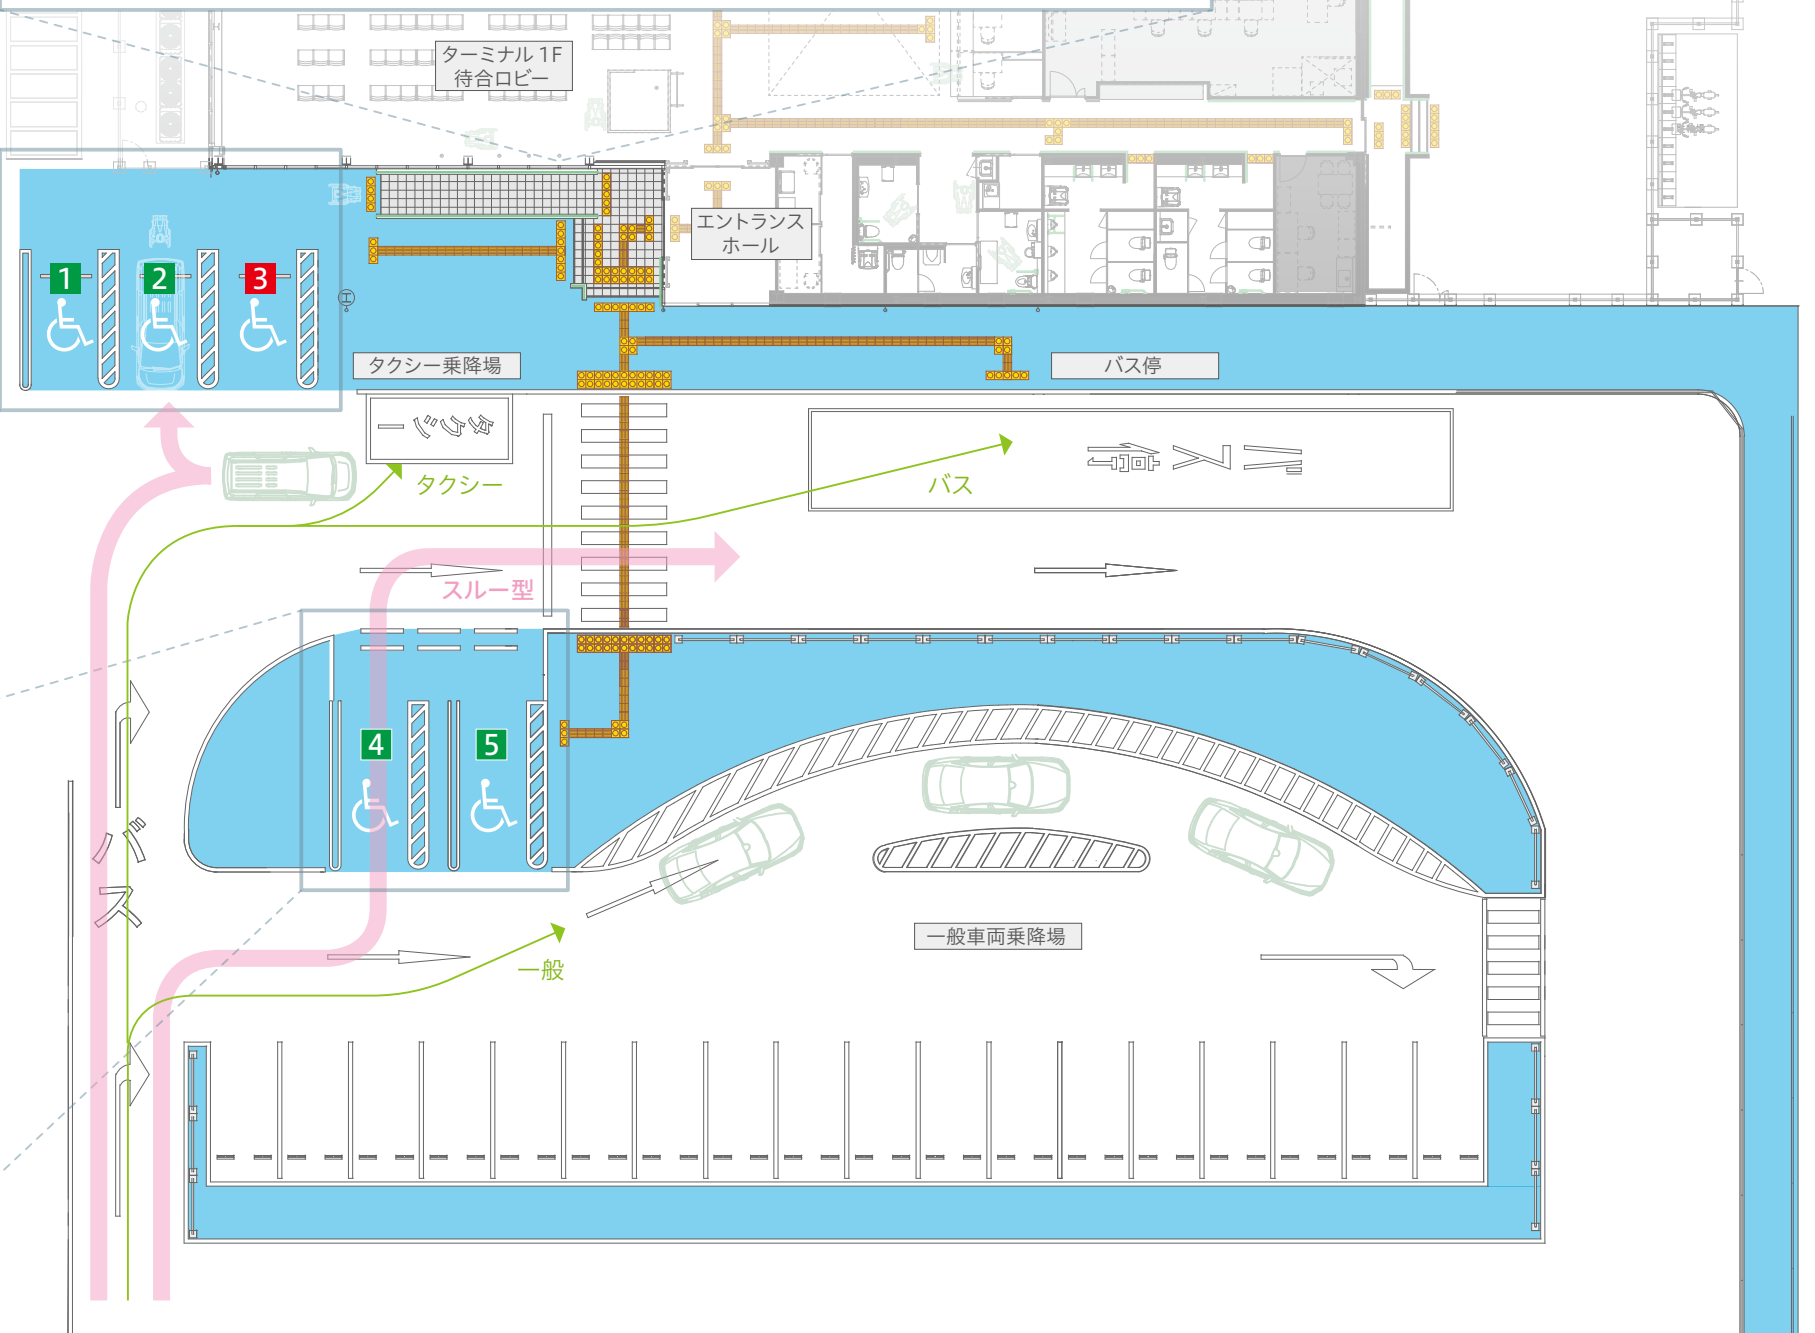 ターミナル 1F
待合ロビー
エントランス
ホール
1
2
3
タクシー乗降場
バス停
タクシー
バス停
タクシー
バス
スルー型
4
5
バス
一般車両乗降場
一般